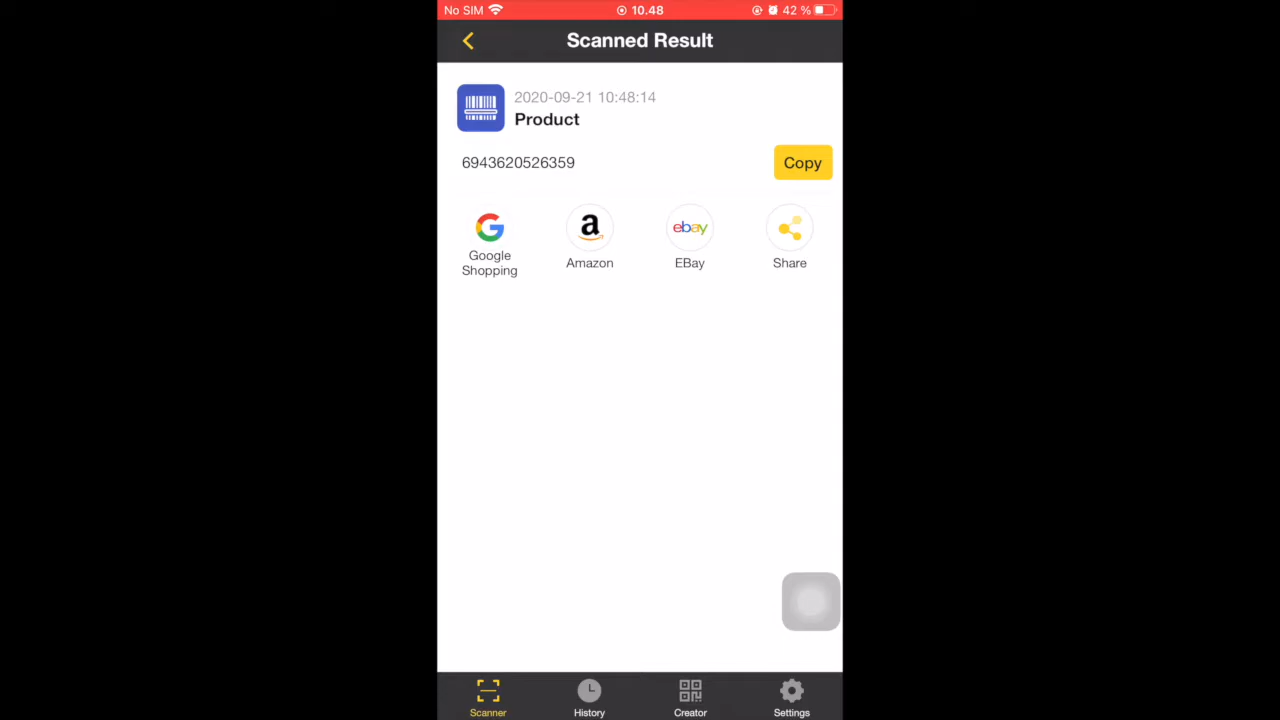 No SIM 10.48 42 %
Scanned Result
2020-09-21 10:48:14
Product
6943620526359
Copy
a
ebay
Google
Shopping
Amazon
EBay
Share
Scanner
History
Creator
Settings